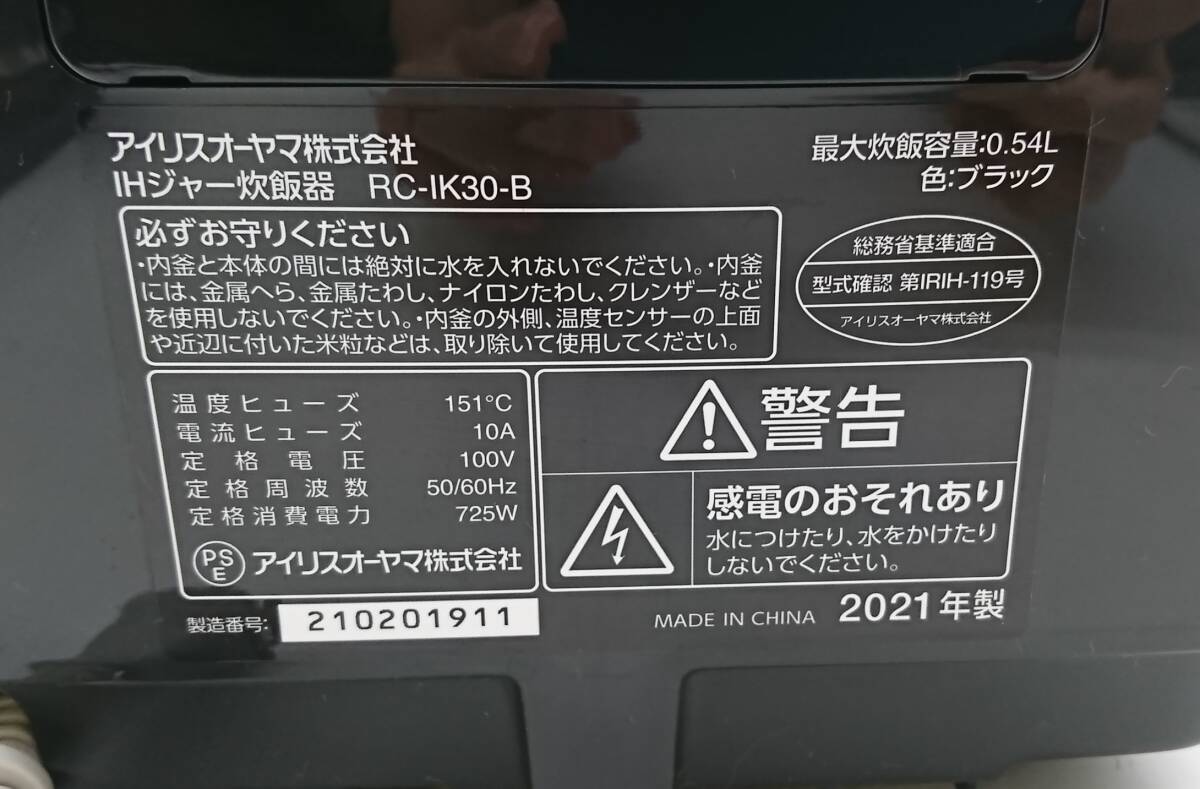 アイリスオーヤマ株式会社
IHジャー炊飯器 RC-IK30-B
最大炊飯容量:0.54L
色:ブラック
必ずお守りください
・内釜と本体の間には絶対に水を入れないでください。・内釜
には、金属へら、金属たわし、ナイロンたわし、クレンザーなど
を使用しないでください。・内釜の外側、温度センサーの上面
や近辺に付いた米粒などは、取り除いて使用してください。
総務省基準適合
型式確認 第IRIH-119号
アイリスオーヤマ株式会社
温度ヒューズ 151°C
電流ヒューズ 10A
定格電圧 100V
定格周波数 50/60Hz
定格消費電力 725W
PSE アイリスオーヤマ株式会社
警告
感電のおそれあり
水につけたり、水をかけたり
しないでください。
製造番号: 210201911
MADE IN CHINA 2021年製